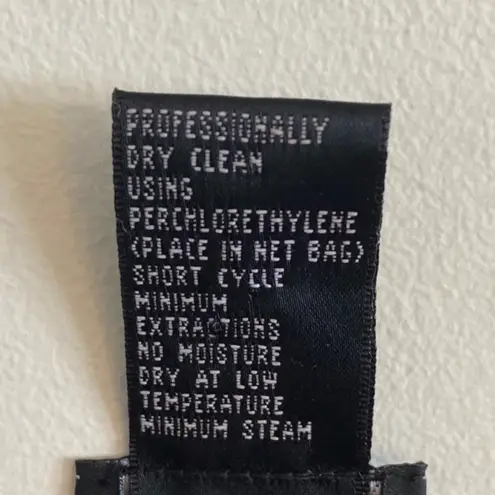 PROFESSIONALLY
DRY CLEAN
USING
PERCHLORETHYLENE
(PLACE IN NET BAG)
SHORT CYCLE
MINIMUM
EXTRACTIONS
NO MOISTURE
DRY AT LOW
TEMPERATURE
MINIMUM STEAM